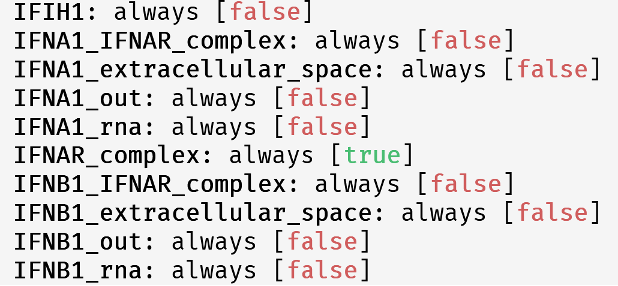 IFIH1: always [false]
IFNA1_IFNAR_complex: always [false]
IFNA1_extracellular_space: always [false]
IFNA1_out: always [false]
IFNA1_rna: always [false]
IFNAR_complex: always [true]
IFNB1_IFNAR_complex: always [false]
IFNB1_extracellular_space: always [false]
IFNB1_out: always [false]
IFNB1_rna: always [false]